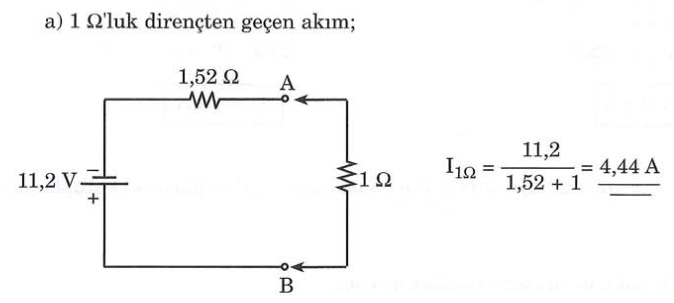 a) 1 Ω'luk dirençten geçen akım;
1,52 Ω
A
11,2 V
−
+
1 Ω
B
I1Ω = 11,2 / 1,52 + 1 = 4,44 A